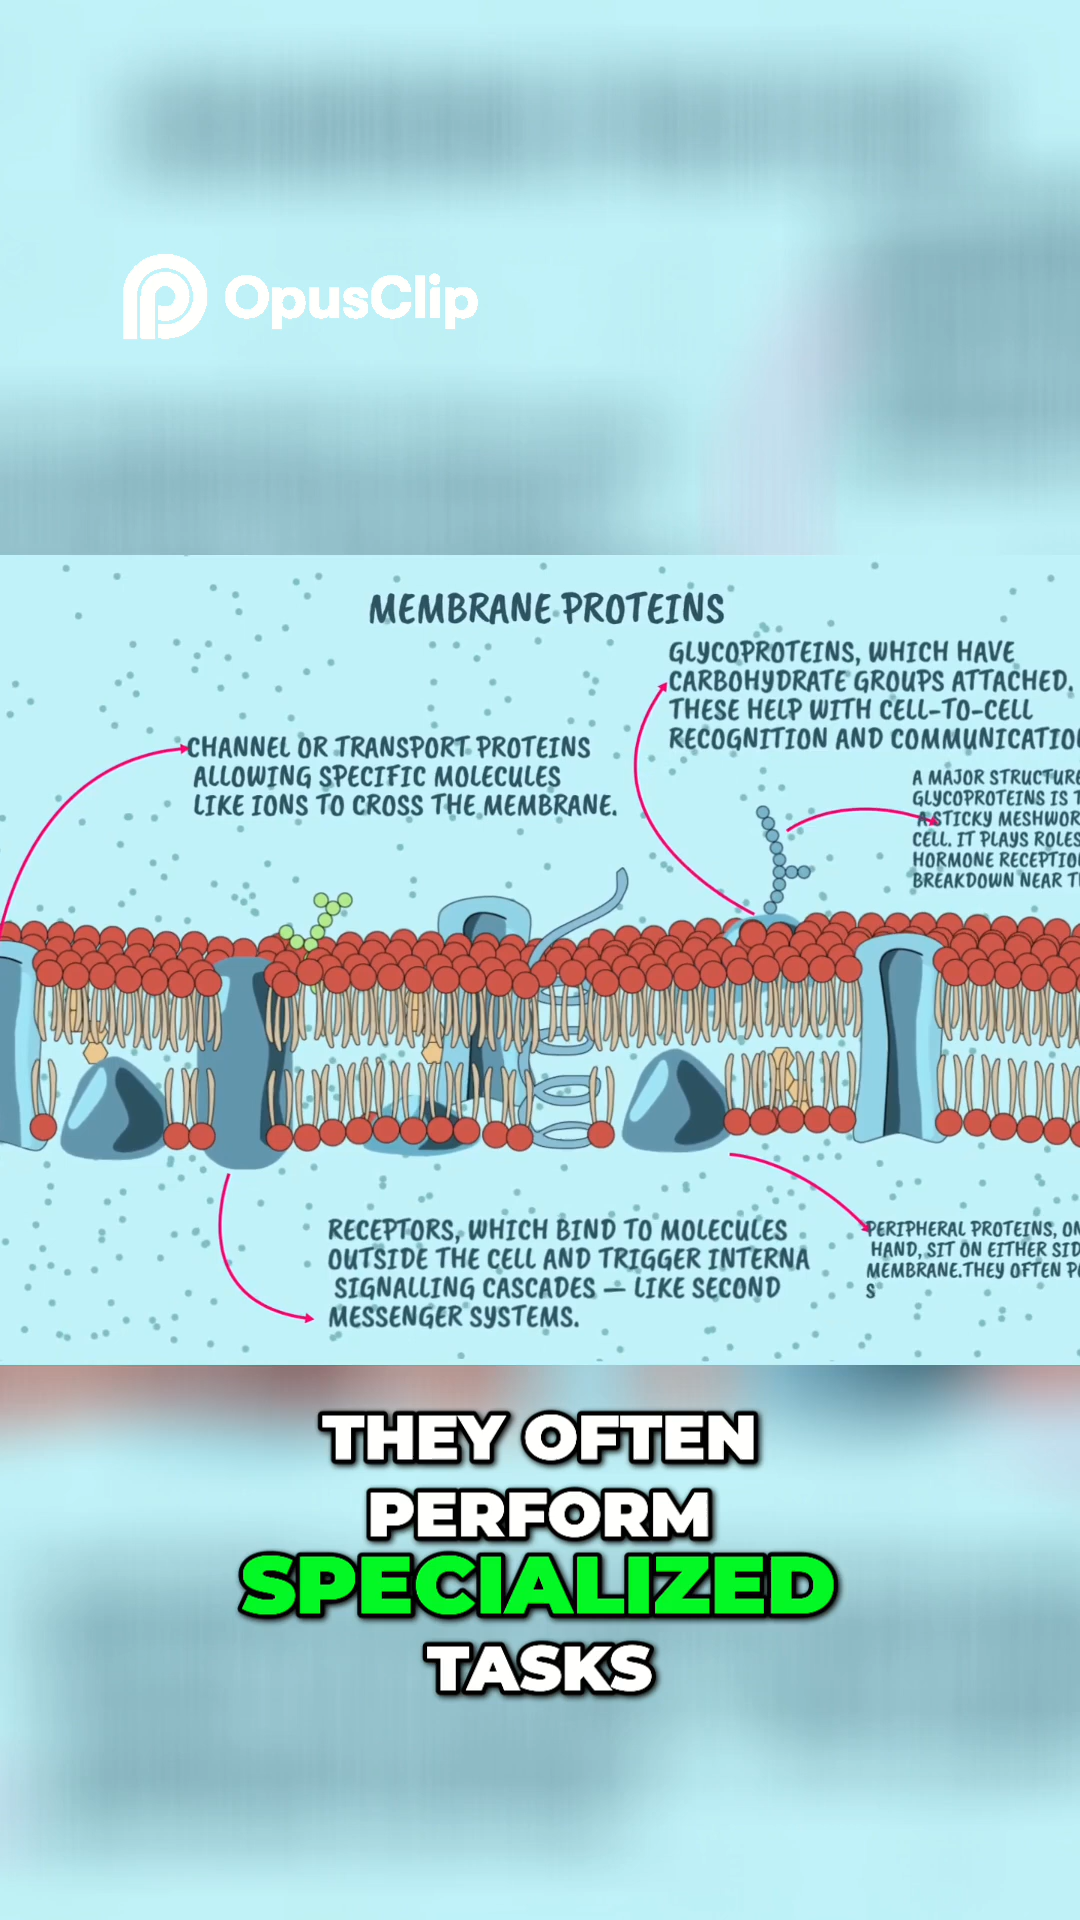 OpusClip
MEMBRANE PROTEINS
GLYCOPROTEINS, WHICH HAVE
CARBOHYDRATE GROUPS ATTACHED.
THESE HELP WITH CELL-TO-CELL
RECOGNITION AND COMMUNICATIO
CHANNEL OR TRANSPORT PROTEINS
ALLOWING SPECIFIC MOLECULES
LIKE IONS TO CROSS THE MEMBRANE.
A MAJOR STRUCTURE
GLYCOPROTEINS IS T
A STICKY MESHWOR
CELL. IT PLAYS ROLES
HORMONE RECEPTIO
BREAKDOWN NEAR T
RECEPTORS, WHICH BIND TO MOLECULES
OUTSIDE THE CELL AND TRIGGER INTERNA
SIGNALLING CASCADES — LIKE SECOND
MESSENGER SYSTEMS.
PERIPHERAL PROTEINS, ON
HAND, SIT ON EITHER SID
MEMBRANE.THEY OFTEN P
S
THEY OFTEN
PERFORM
SPECIALIZED
TASKS